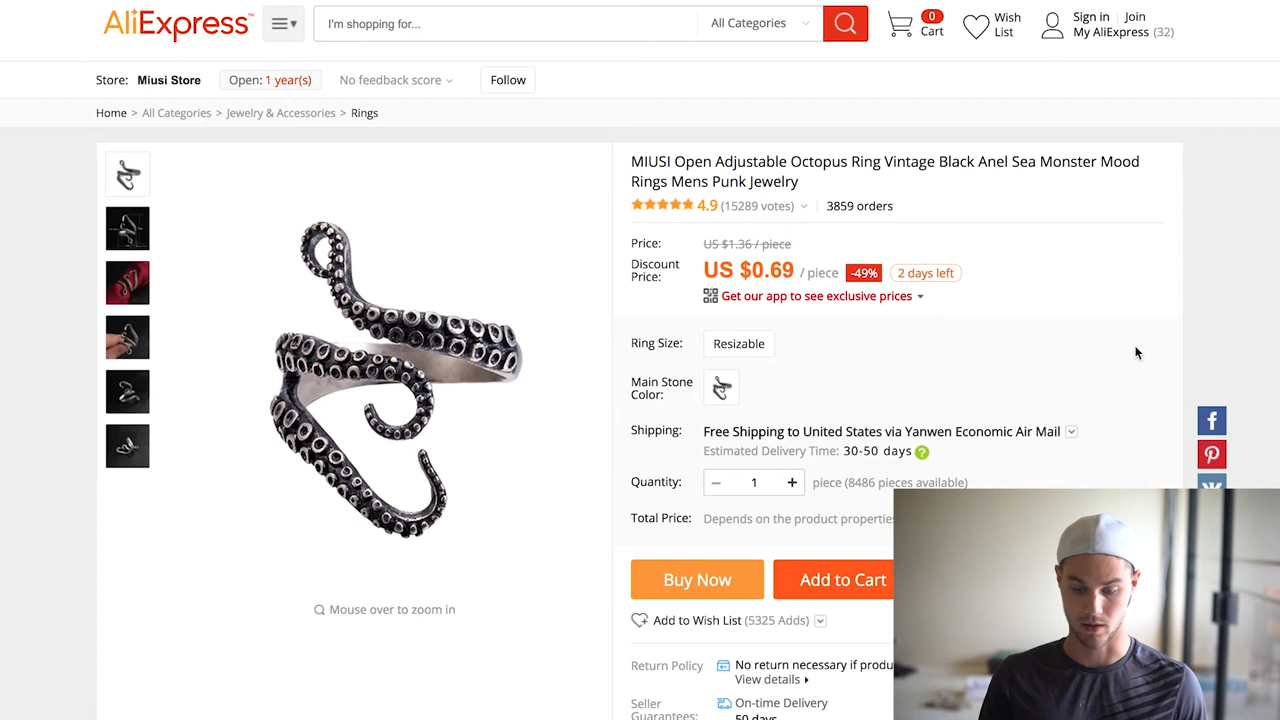 AliExpress™
I'm shopping for...
All Categories
0
Cart
Wish
List
Sign in Join
My AliExpress (32)
Store: Miusi Store
Open: 1 year(s)
No feedback score
Follow
Home > All Categories > Jewelry & Accessories > Rings
MIUSI Open Adjustable Octopus Ring Vintage Black Anel Sea Monster Mood
Rings Mens Punk Jewelry
4.9 (15289 votes) 3859 orders
Price: US $1.36 / piece
Discount
Price:
US $0.69 / piece -49% 2 days left
Get our app to see exclusive prices
Ring Size: Resizable
Main Stone
Color:
Shipping: Free Shipping to United States via Yanwen Economic Air Mail
Estimated Delivery Time: 30-50 days ?
Quantity: − 1 + piece (8486 pieces available)
Total Price: Depends on the product propertie
Buy Now
Add to Cart
Mouse over to zoom in
Add to Wish List (5325 Adds)
Return Policy
No return necessary if produ
View details
Seller
Guarantees:
On-time Delivery
50 days